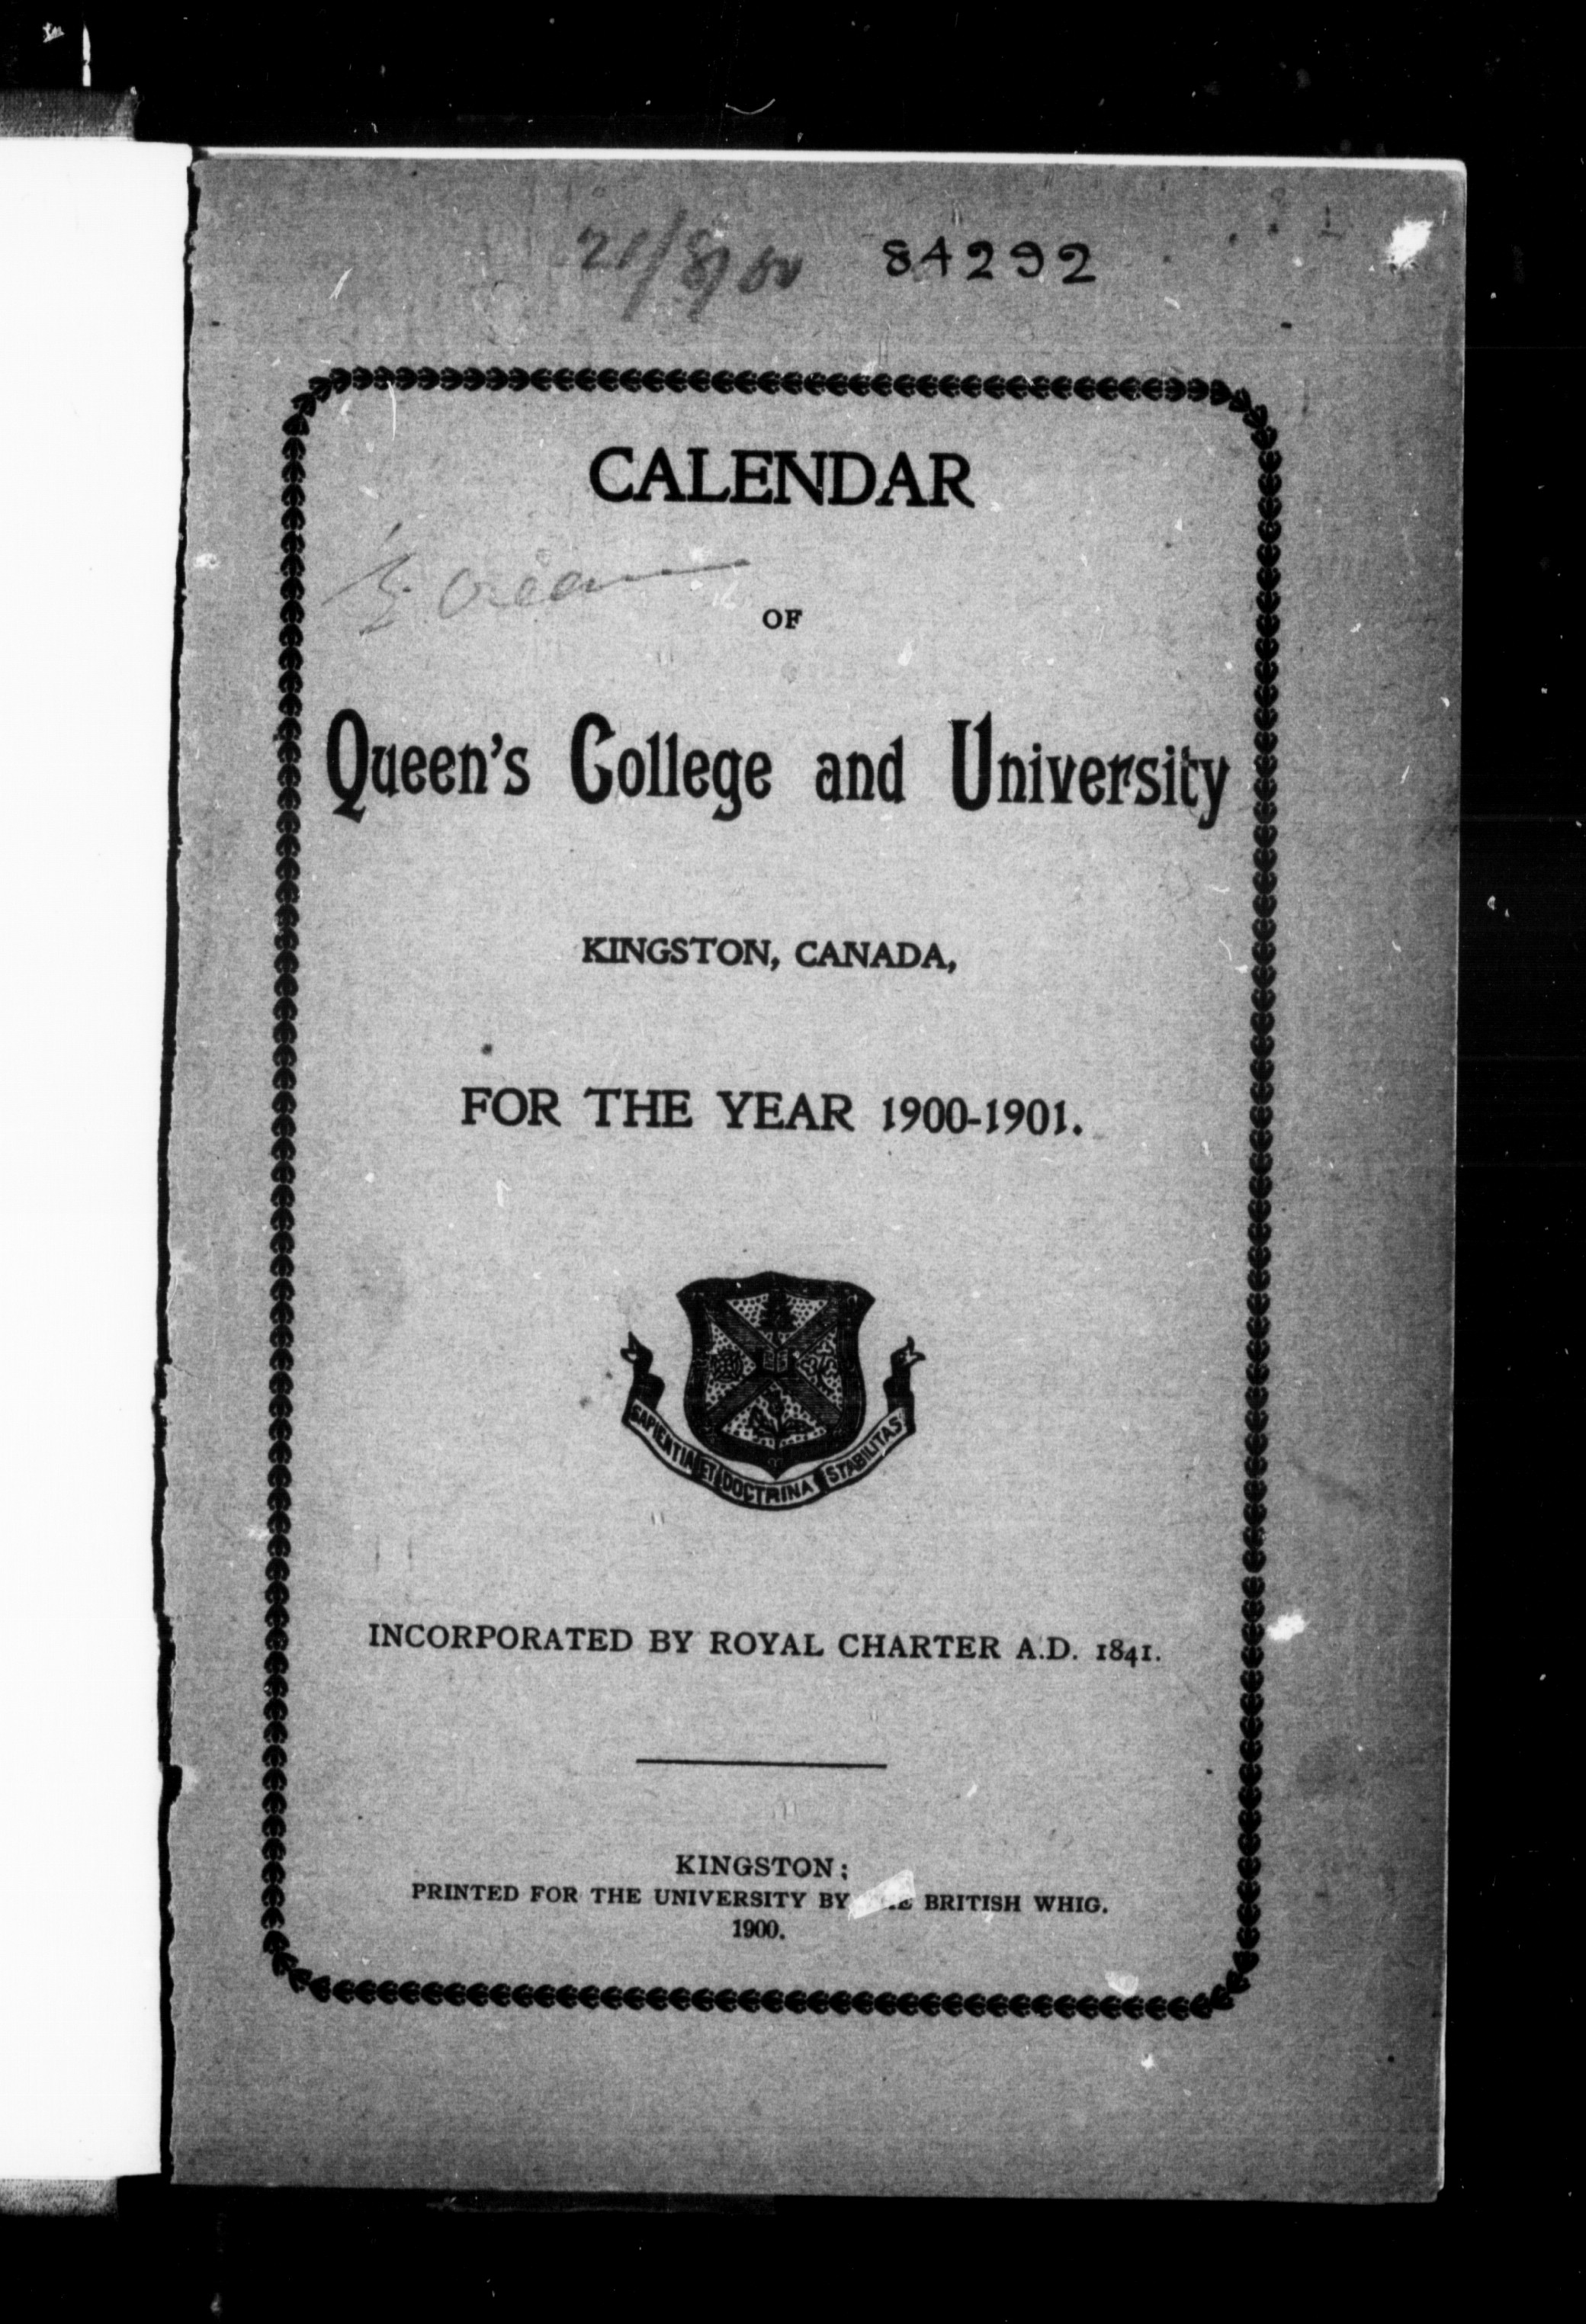 21/8/00 84292
CALENDAR
OF
Queen's College and University
KINGSTON, CANADA,
FOR THE YEAR 1900-1901.
SAPIENTIA ET DOCTRINA STABILITAS
INCORPORATED BY ROYAL CHARTER A.D. 1841.
KINGSTON;
PRINTED FOR THE UNIVERSITY BY BRITISH WHIG.
1900.